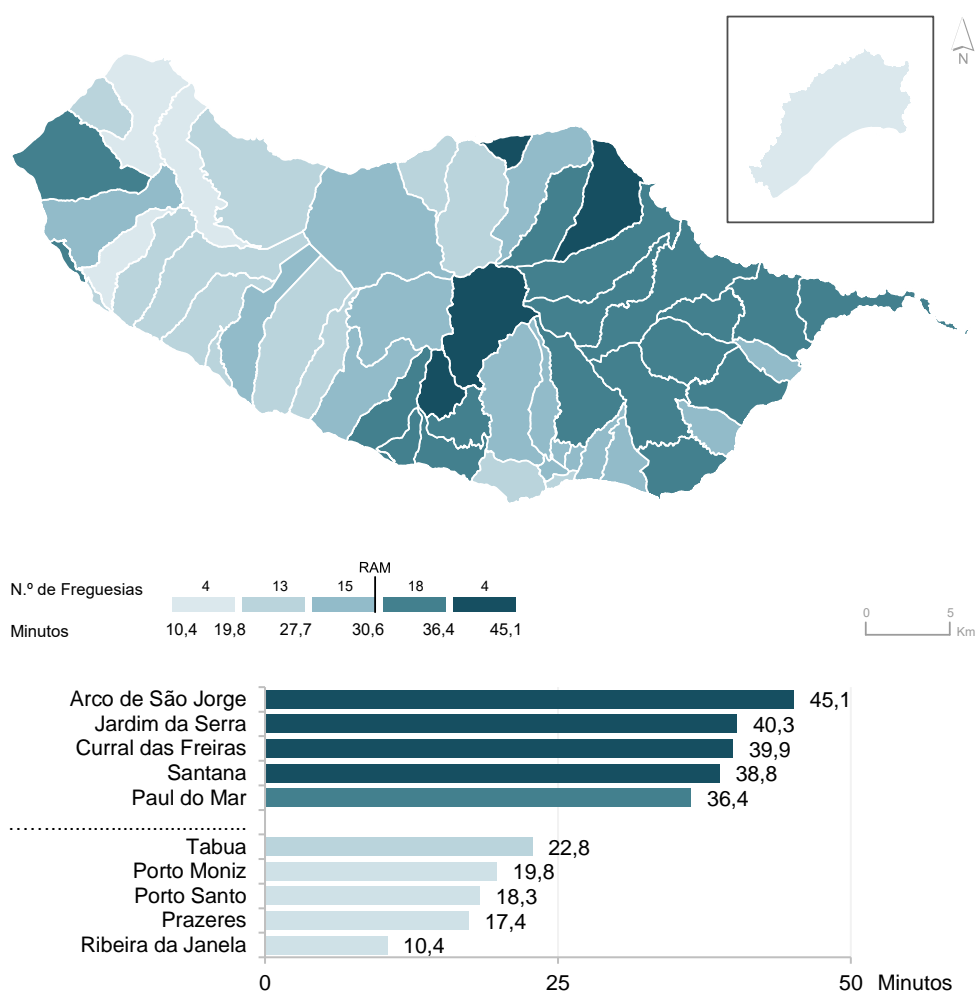 N
RAM
N.º de Freguesias 4 13 15 18 4
Minutos 10,4 19,8 27,7 30,6 36,4 45,1
0 5
Km
Arco de São Jorge 45,1
Jardim da Serra 40,3
Curral das Freiras 39,9
Santana 38,8
Paul do Mar 36,4
Tabua 22,8
Porto Moniz 19,8
Porto Santo 18,3
Prazeres 17,4
Ribeira da Janela 10,4
0 25 50 Minutos